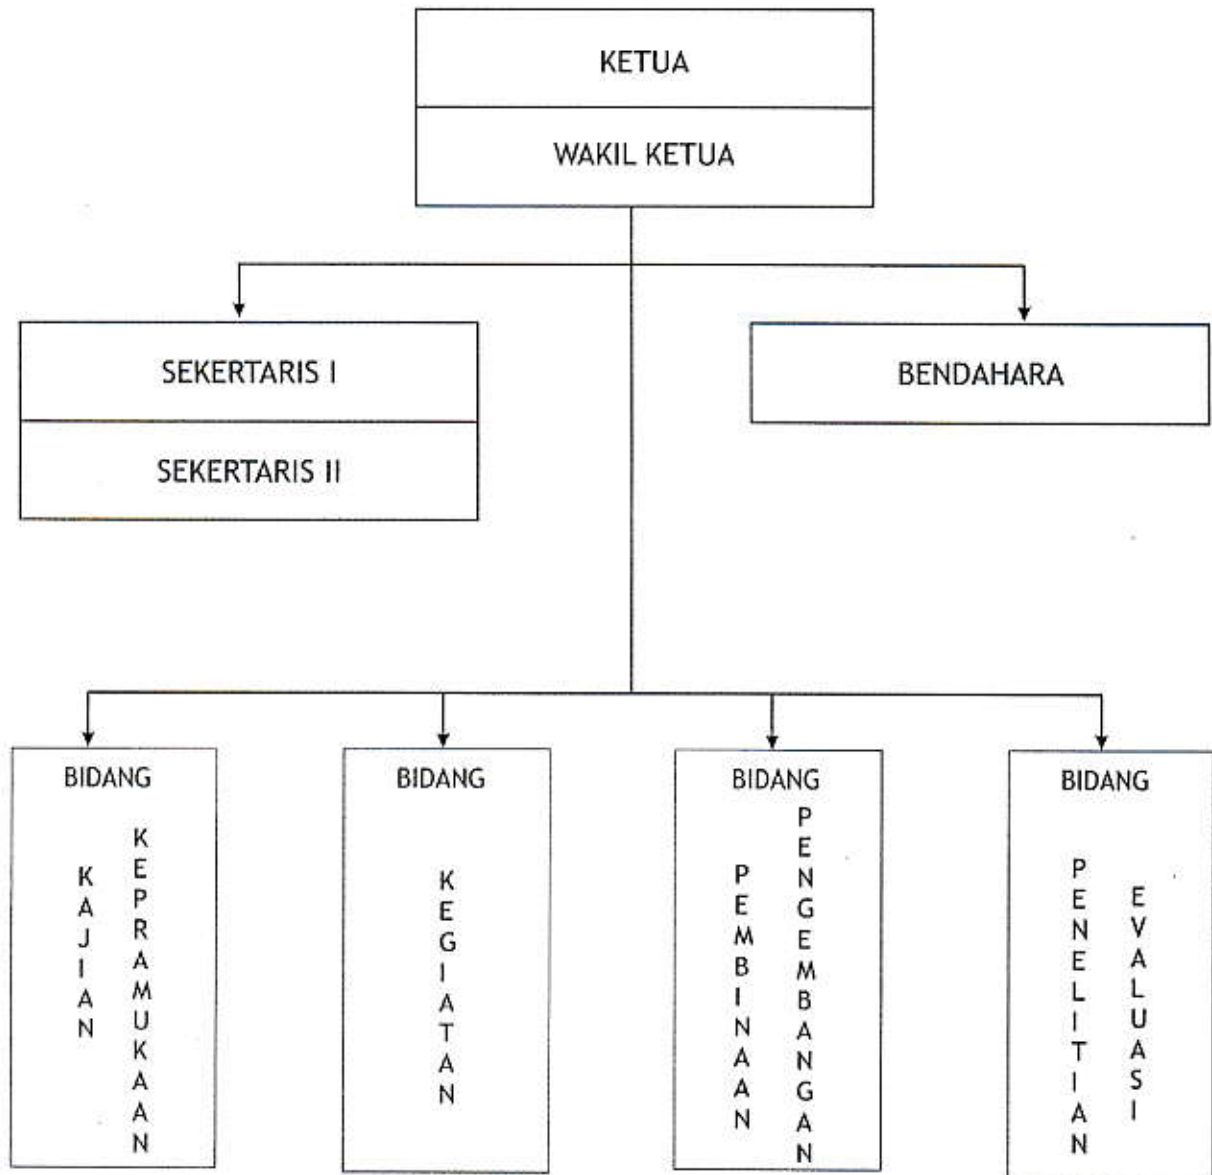 KETUA
WAKIL KETUA
SEKERTARIS I
SEKERTARIS II
BENDAHARA
BIDANG
KAJIAN
KEPRAMUKAAN
BIDANG
KEGIATAN
BIDANG
PEMBINAAN
PENGEMBANGAN
BIDANG
PENELITIAN
EVALUASI